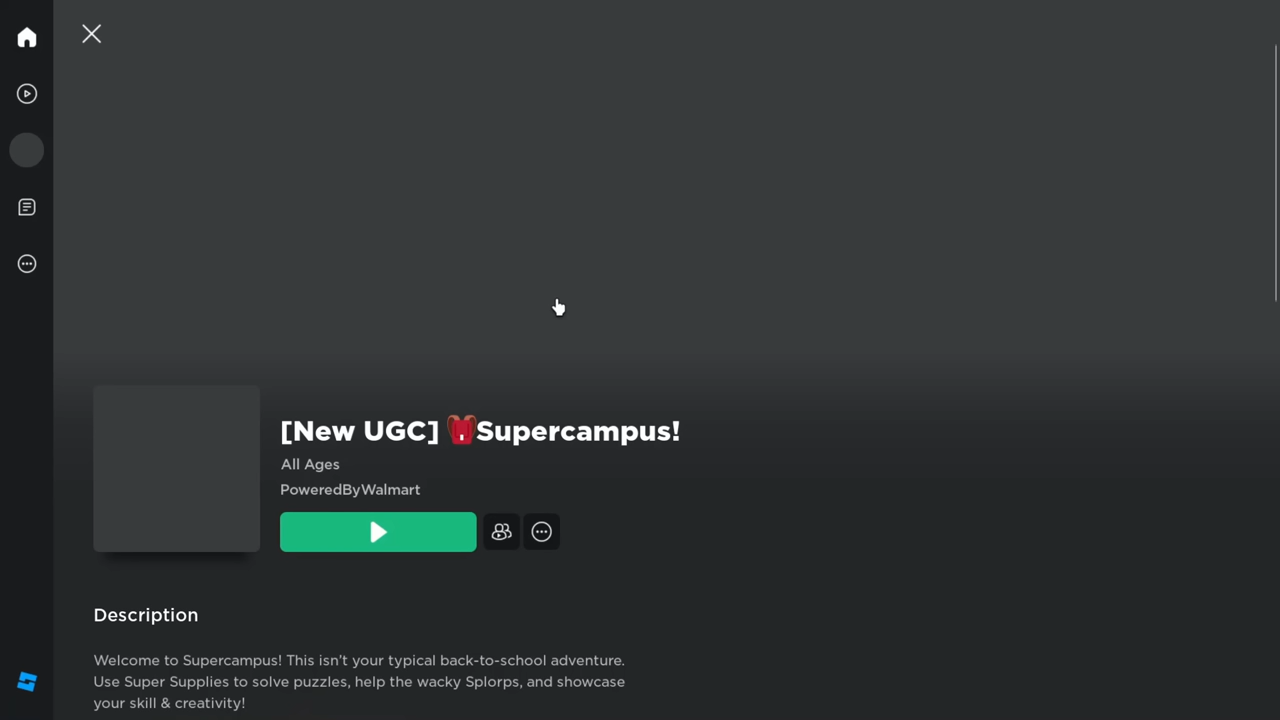 [New UGC] 🎒Supercampus!
All Ages
PoweredByWalmart
Description
Welcome to Supercampus! This isn't your typical back-to-school adventure.
Use Super Supplies to solve puzzles, help the wacky Splorps, and showcase
your skill & creativity!